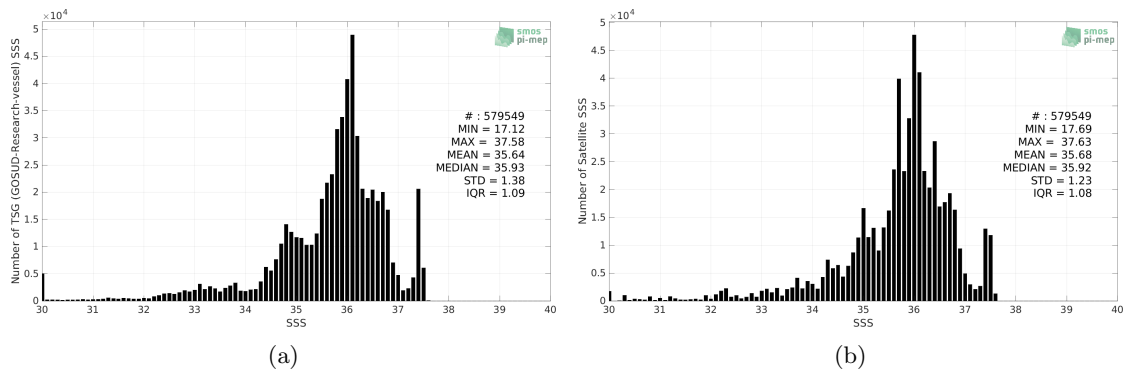 ×10⁴
5
4.5
4
3.5
3
2.5
2
1.5
1
0.5
0
Number of TSG (GOSUD-Research-vessel) SSS
smos
pi-mep
# : 579549
MIN = 17.12
MAX = 37.58
MEAN = 35.64
MEDIAN = 35.93
STD = 1.38
IQR = 1.09
30 31 32 33 34 35 36 37 38 39 40
SSS
(a)
×10⁴
5
4.5
4
3.5
3
2.5
2
1.5
1
0.5
0
Number of Satellite SSS
smos
pi-mep
# : 579549
MIN = 17.69
MAX = 37.63
MEAN = 35.68
MEDIAN = 35.92
STD = 1.23
IQR = 1.08
30 31 32 33 34 35 36 37 38 39 40
SSS
(b)